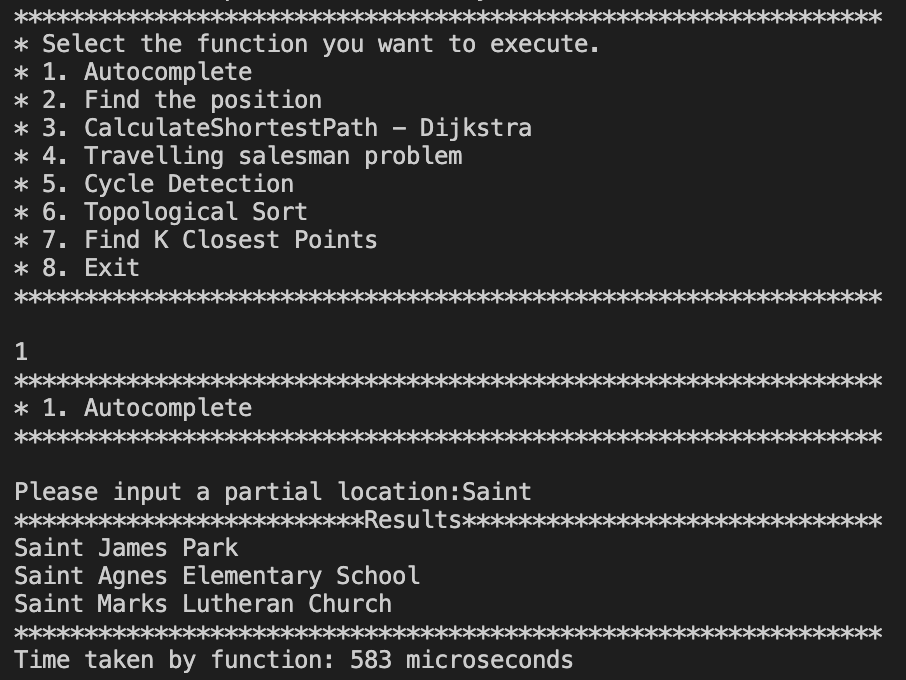 **************************************************************
* Select the function you want to execute.
* 1. Autocomplete
* 2. Find the position
* 3. CalculateShortestPath – Dijkstra
* 4. Travelling salesman problem
* 5. Cycle Detection
* 6. Topological Sort
* 7. Find K Closest Points
* 8. Exit
**************************************************************
1
**************************************************************
* 1. Autocomplete
**************************************************************
Please input a partial location:Saint
*************************Results******************************
Saint James Park
Saint Agnes Elementary School
Saint Marks Lutheran Church
**************************************************************
Time taken by function: 583 microseconds